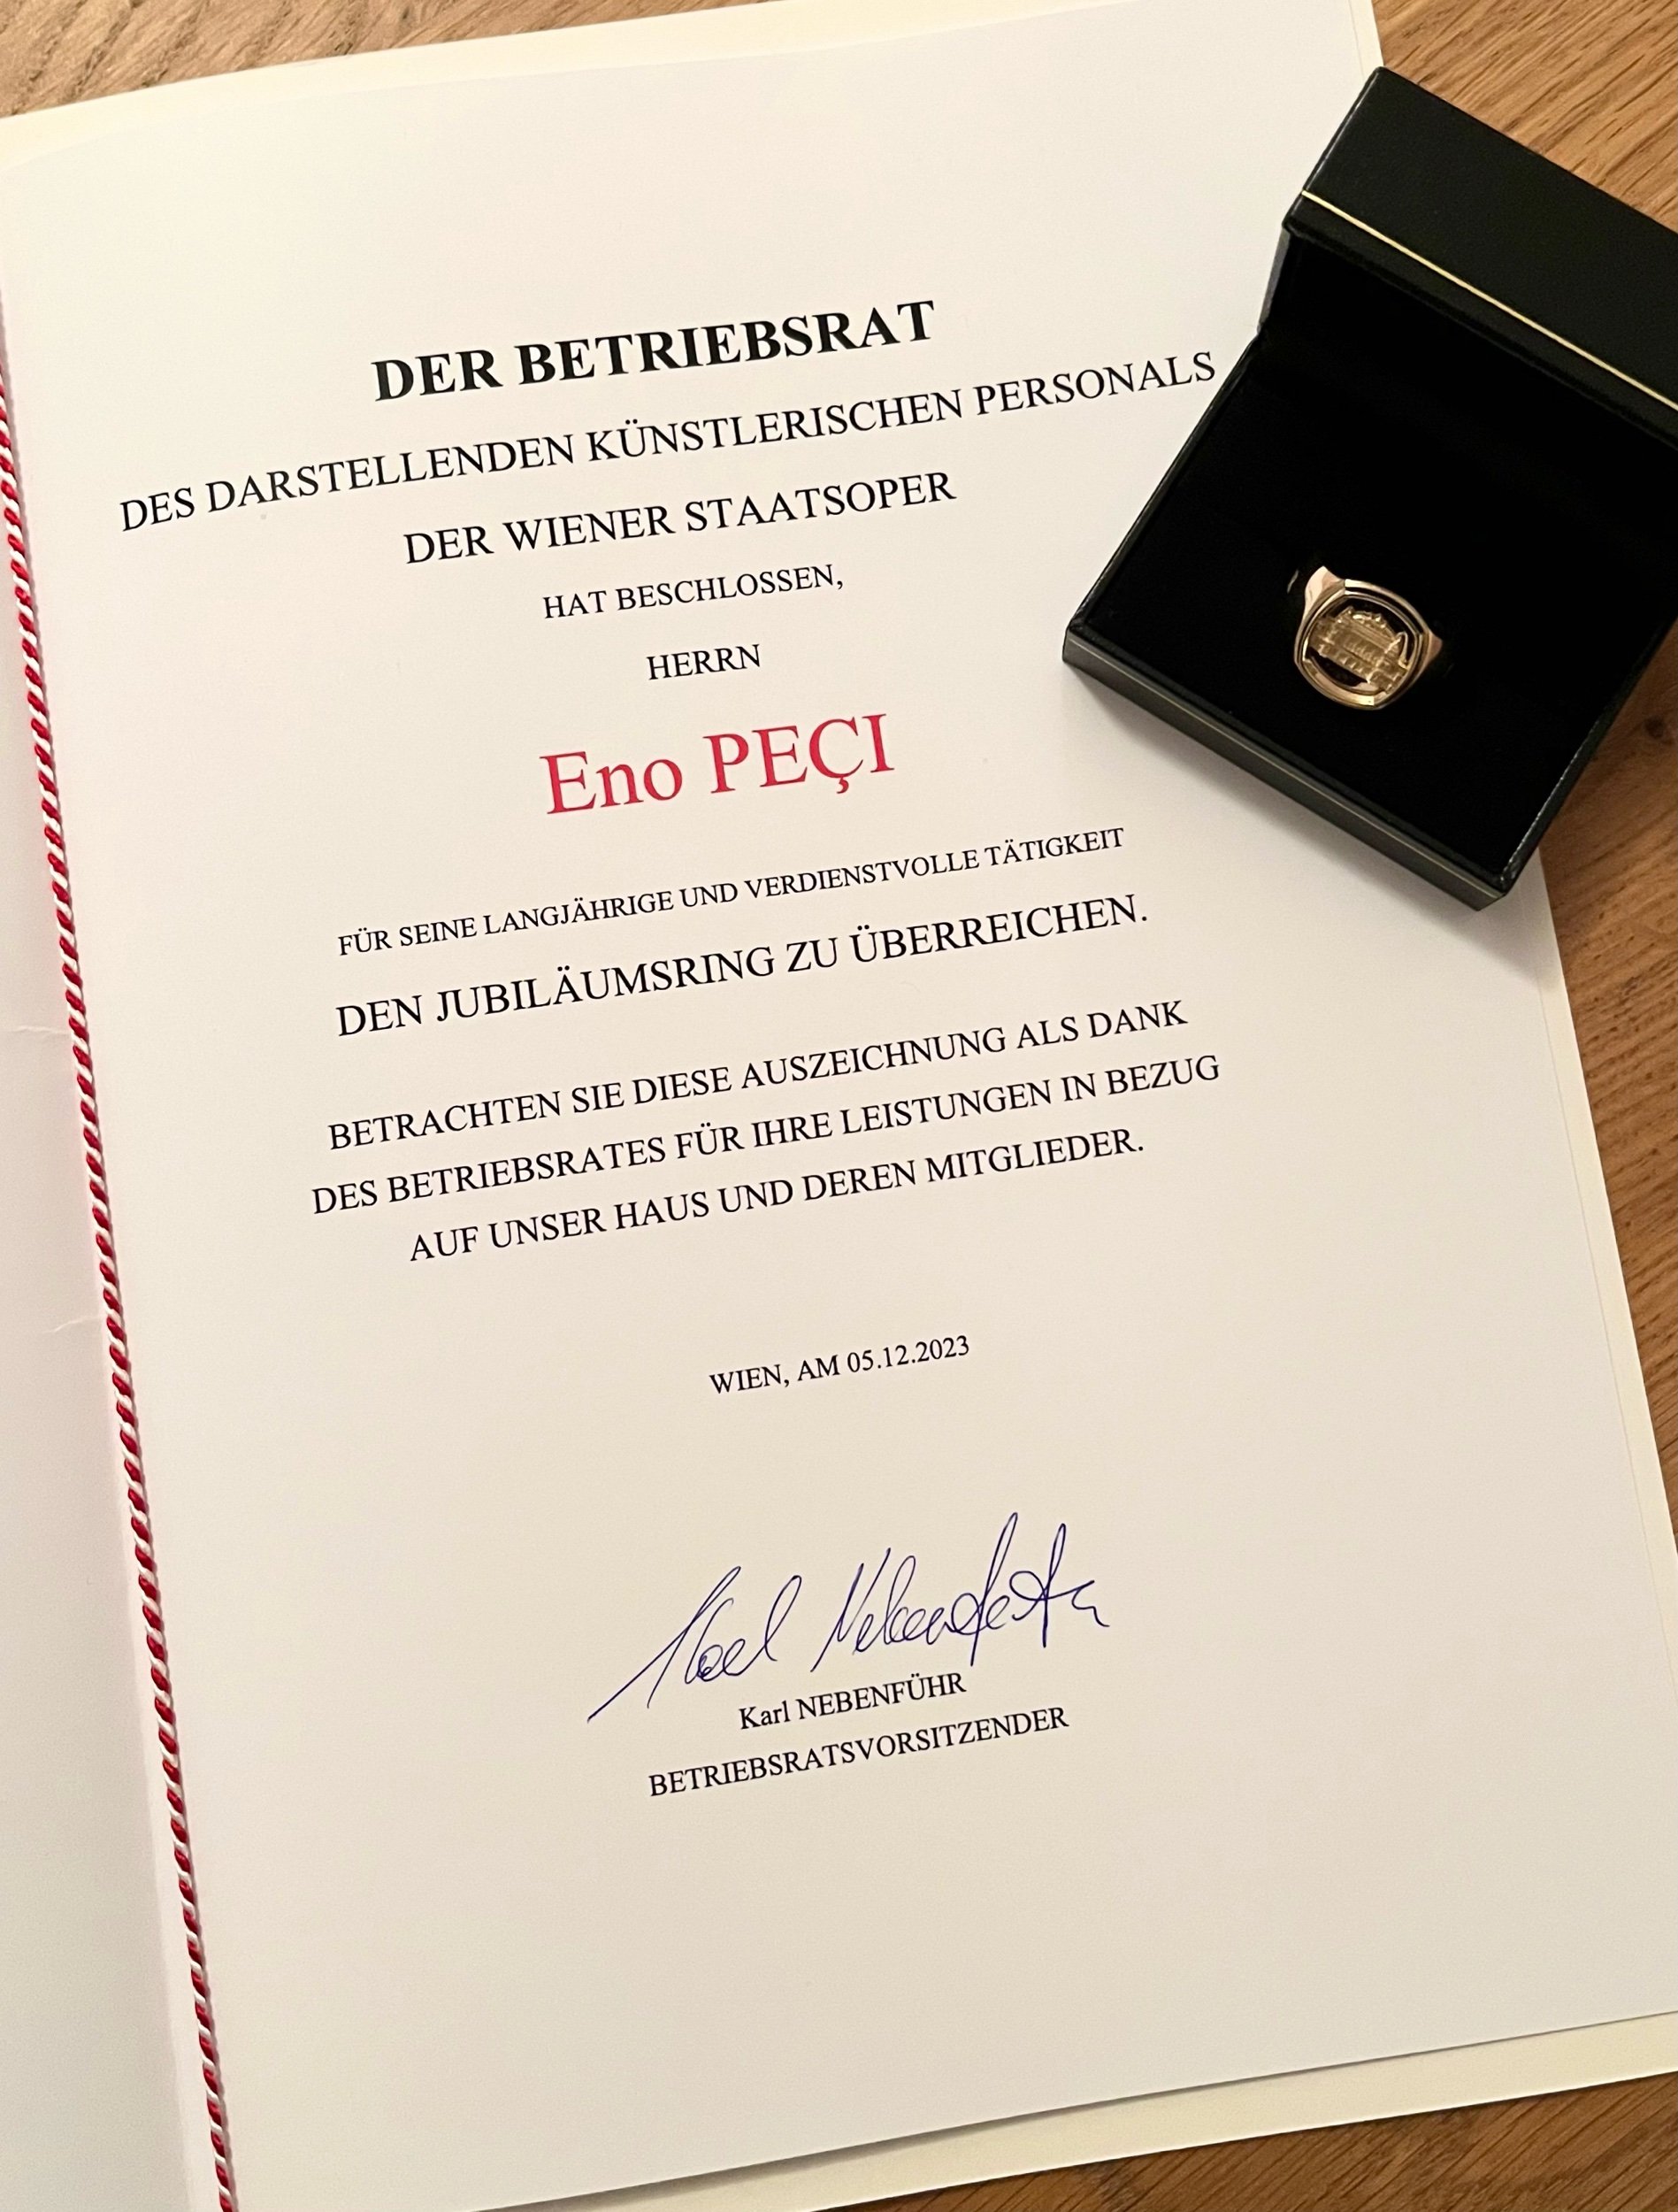 DER BETRIEBSRAT
DES DARSTELLENDEN KÜNSTLERISCHEN PERSONALS
DER WIENER STAATSOPER
HAT BESCHLOSSEN,
HERRN
Eno PEÇI
FÜR SEINE LANGJÄHRIGE UND VERDIENSTVOLLE TÄTIGKEIT
DEN JUBILÄUMSRING ZU ÜBERREICHEN.
BETRACHTEN SIE DIESE AUSZEICHNUNG ALS DANK
DES BETRIEBSRATES FÜR IHRE LEISTUNGEN IN BEZUG
AUF UNSER HAUS UND DEREN MITGLIEDER.
WIEN, AM 05.12.2023
Karl Nebenführ
Karl NEBENFÜHR
BETRIEBSRATSVORSITZENDER